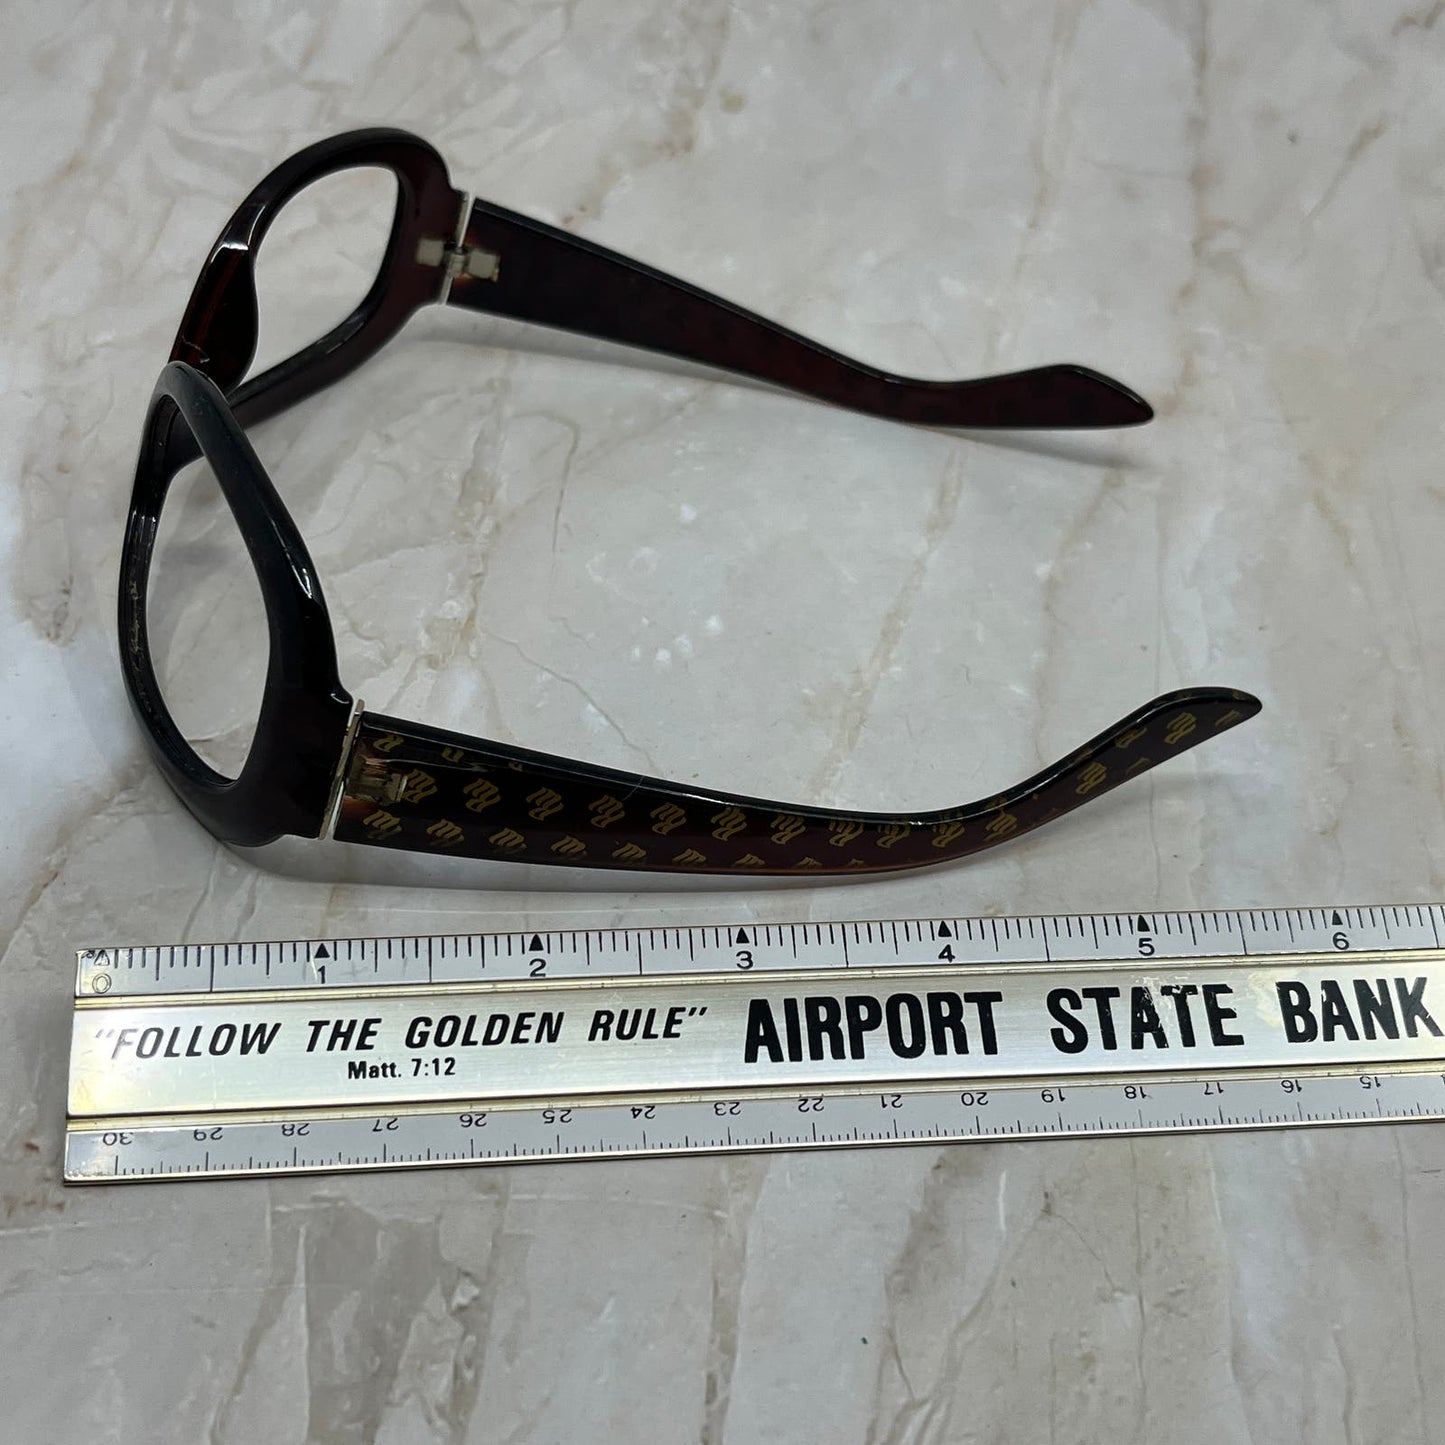 0 1 2 3 4 5 6
"FOLLOW THE GOLDEN RULE" AIRPORT STATE BANK
Matt. 7:12
30 29 28 27 26 25 24 23 22 21 20 19 18 17 16 15